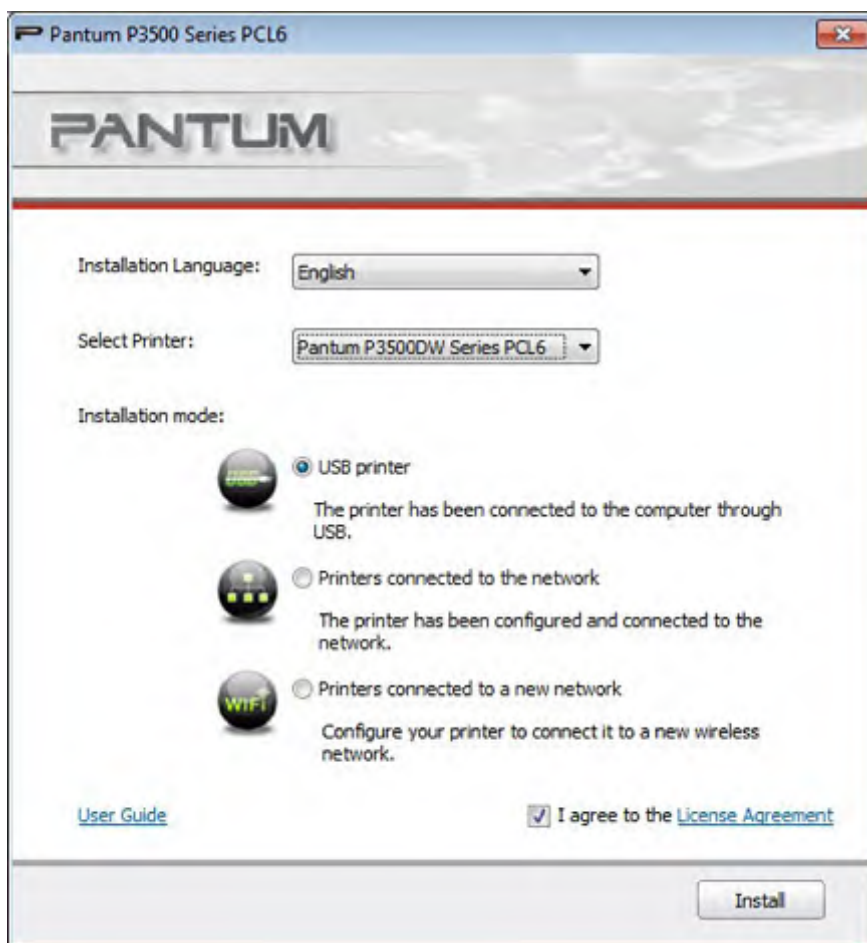 Pantum P3500 Series PCL6
PANTUM
Installation Language:
English
Select Printer:
Pantum P3500DW Series PCL6
Installation mode:
USB
USB printer
The printer has been connected to the computer through
USB.
Printers connected to the network
The printer has been configured and connected to the
network.
WiFi
Printers connected to a new network
Configure your printer to connect it to a new wireless
network.
User Guide
I agree to the License Agreement
Install